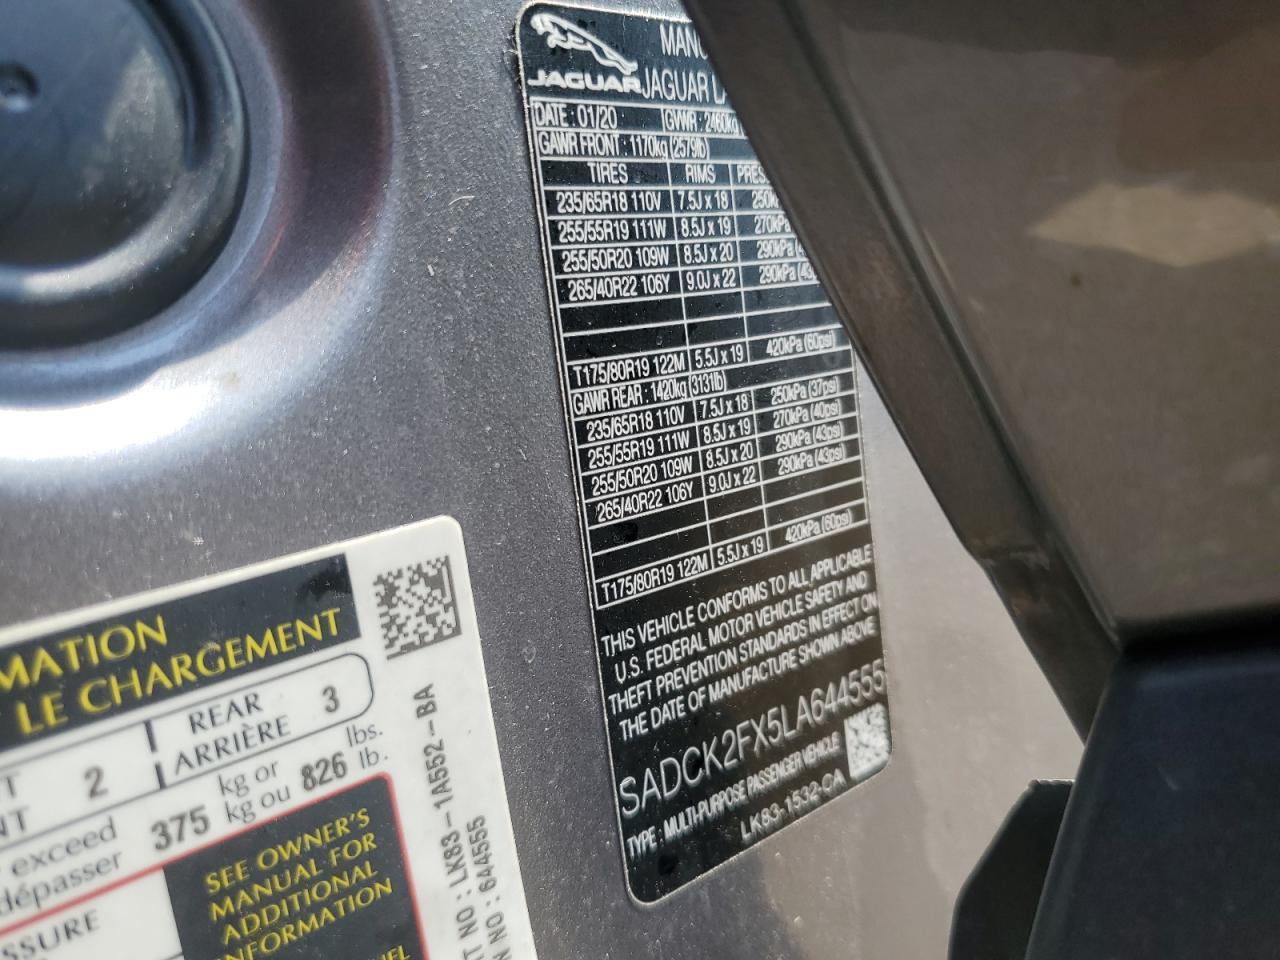 JAGUAR
JAGUAR
DATE : 01/20 GVWR : 2460kg
GAWR FRONT : 1170kg (2579lb)
TIRES RIMS
235/65R18 110V 7.5J x 18
255/55R19 111W 8.5J x 19
255/50R20 109W 8.5J x 20 290kPa
265/40R22 106Y 9.0J x 22 290kPa
T175/80R19 122M 5.5J x 19 420kPa (60psi)
GAWR REAR : 1420kg (3131lb)
235/65R18 110V 7.5J x 18 250kPa (37psi)
255/55R19 111W 8.5J x 19 270kPa (40psi)
255/50R20 109W 8.5J x 20 290kPa (43psi)
265/40R22 106Y 9.0J x 22 290kPa (43psi)
T175/80R19 122M 5.5J x 19 420kPa (60psi)
THIS VEHICLE CONFORMS TO ALL APPLICABLE
U.S. FEDERAL MOTOR VEHICLE SAFETY AND
THEFT PREVENTION STANDARDS IN EFFECT ON
THE DATE OF MANUFACTURE SHOWN ABOVE
SADCK2FX5LA644555
TYPE : MULTI-PURPOSE PASSENGER VEHICLE
LK83-1532-CA
MATION
LE CHARGEMENT
2 REAR 3
ARRIÈRE
exceed 375 kg or 826 lbs.
dépasser kg ou lb.
SSURE
SEE OWNER'S
MANUAL FOR
ADDITIONAL
NFORMATION
NO : LK83-1A552-BA
NO : 644555